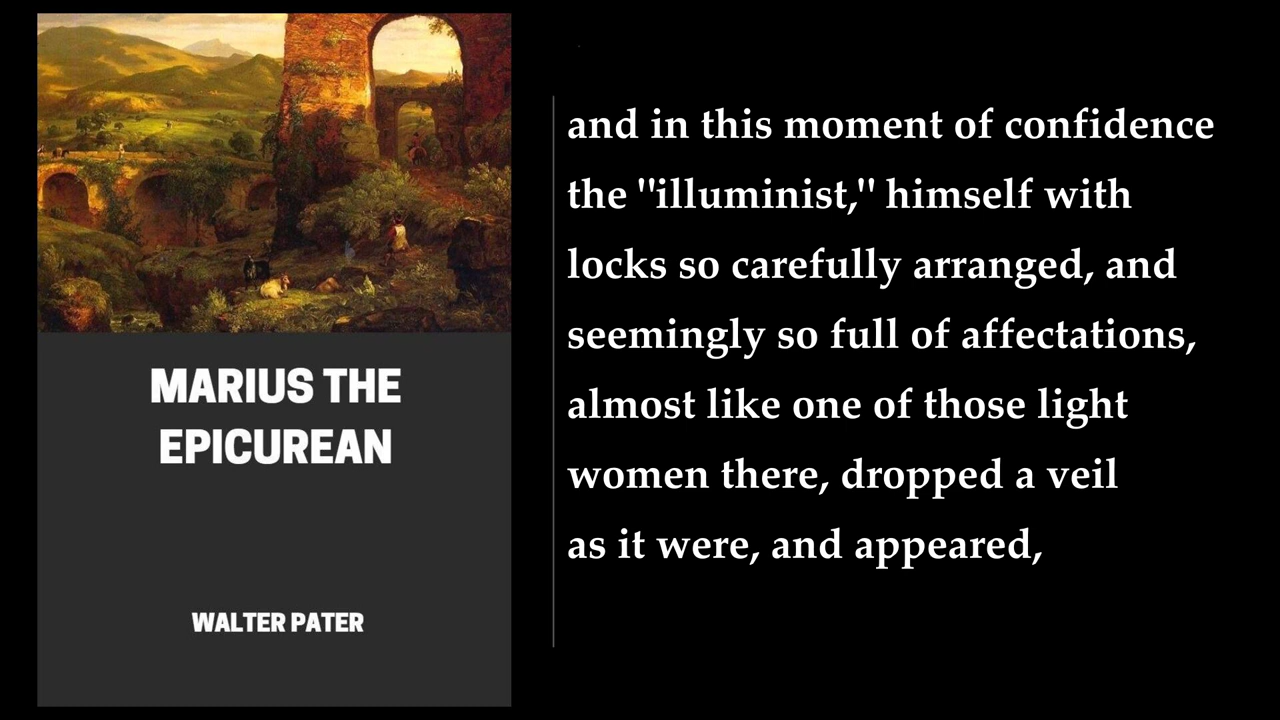 MARIUS THE
EPICUREAN
WALTER PATER
and in this moment of confidence
the "illuminist," himself with
locks so carefully arranged, and
seemingly so full of affectations,
almost like one of those light
women there, dropped a veil
as it were, and appeared,